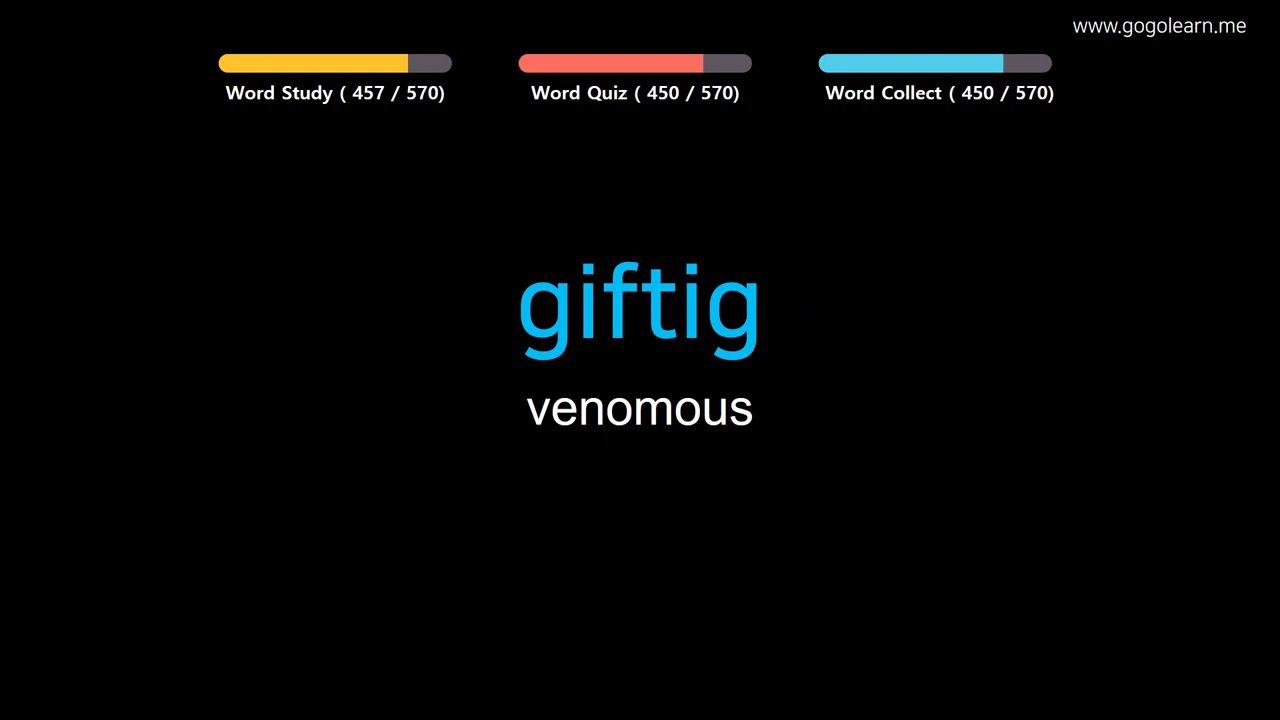 www.gogolearn.me
Word Study ( 457 / 570)
Word Quiz ( 450 / 570)
Word Collect ( 450 / 570)
giftig
venomous